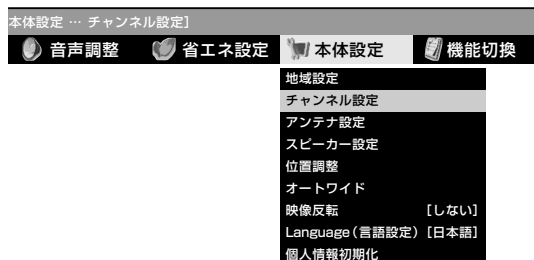 本体設定 … チャンネル設定]
音声調整 省エネ設定 本体設定 機能切換
地域設定
チャンネル設定
アンテナ設定
スピーカー設定
位置調整
オートワイド
映像反転 [しない]
Language(言語設定) [日本語]
個人情報初期化